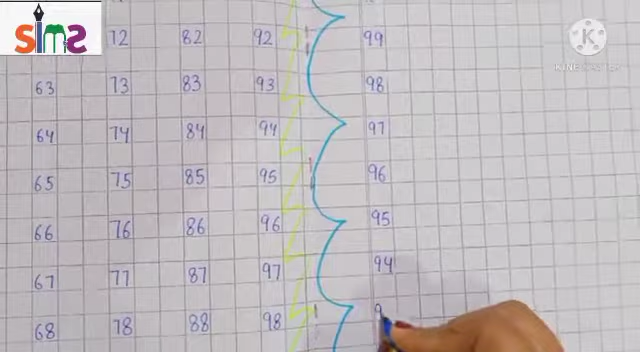 SIMS
72 82 92 99
63 73 83 93 98
64 74 84 94 97
65 75 85 95 96
66 76 86 96 95
67 77 87 97 94
68 78 88 98 9
K